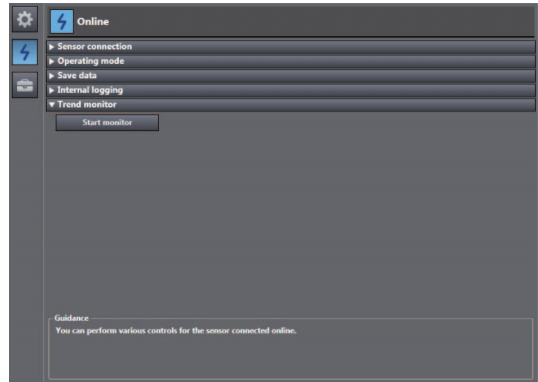 Online
Sensor connection
Operating mode
Save data
Internal logging
Trend monitor
Start monitor
Guidance
You can perform various controls for the sensor connected online.